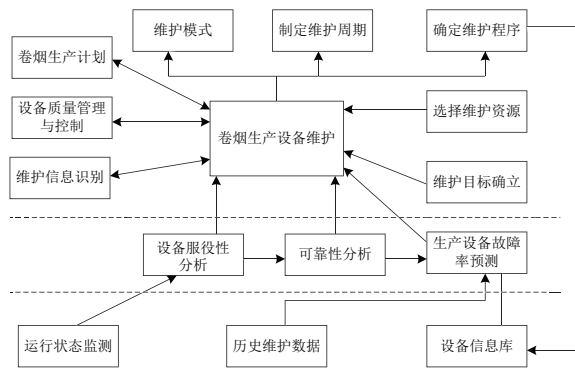 维护模式
制定维护周期
确定维护程序
卷烟生产计划
设备质量管理
与控制
卷烟生产设备维护
选择维护资源
维护信息识别
维护目标确立
设备服役性
分析
可靠性分析
生产设备故障
率预测
运行状态监测
历史维护数据
设备信息库